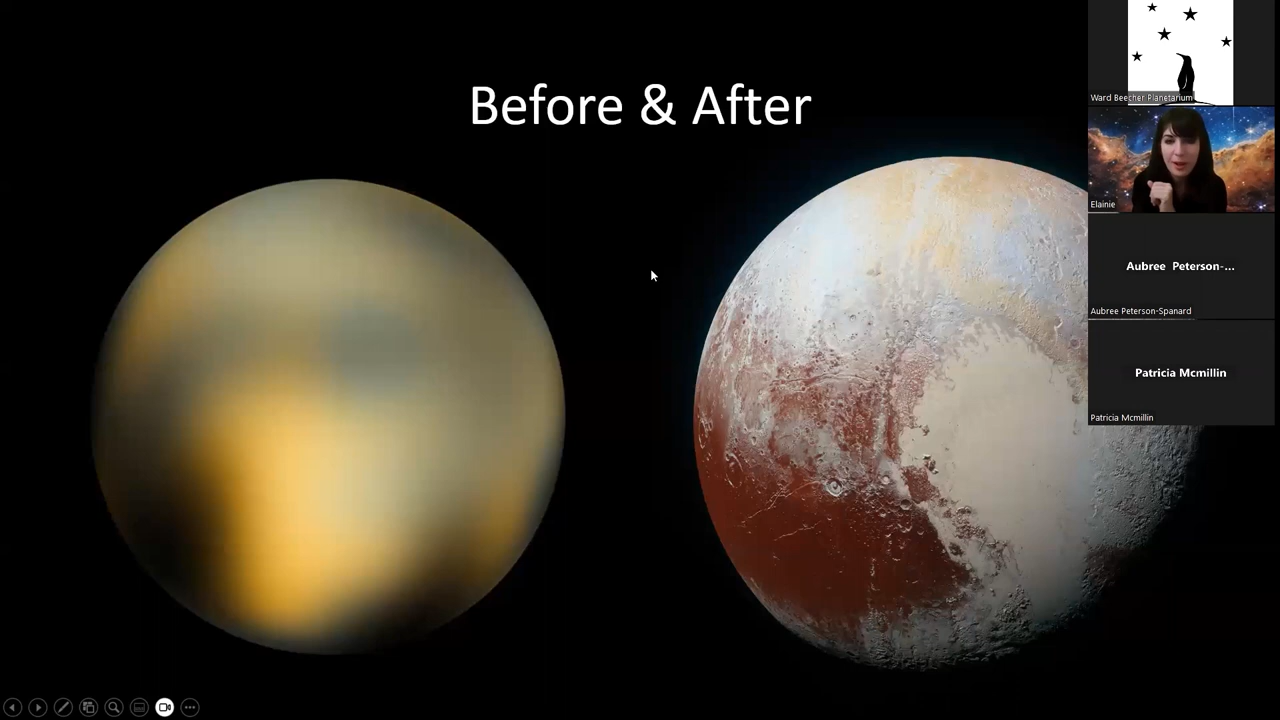 Before & After
Ward Beecher Planetarium
Elainie
Aubree Peterson-...
Aubree Peterson-Spanard
Patricia Mcmillin
Patricia Mcmillin